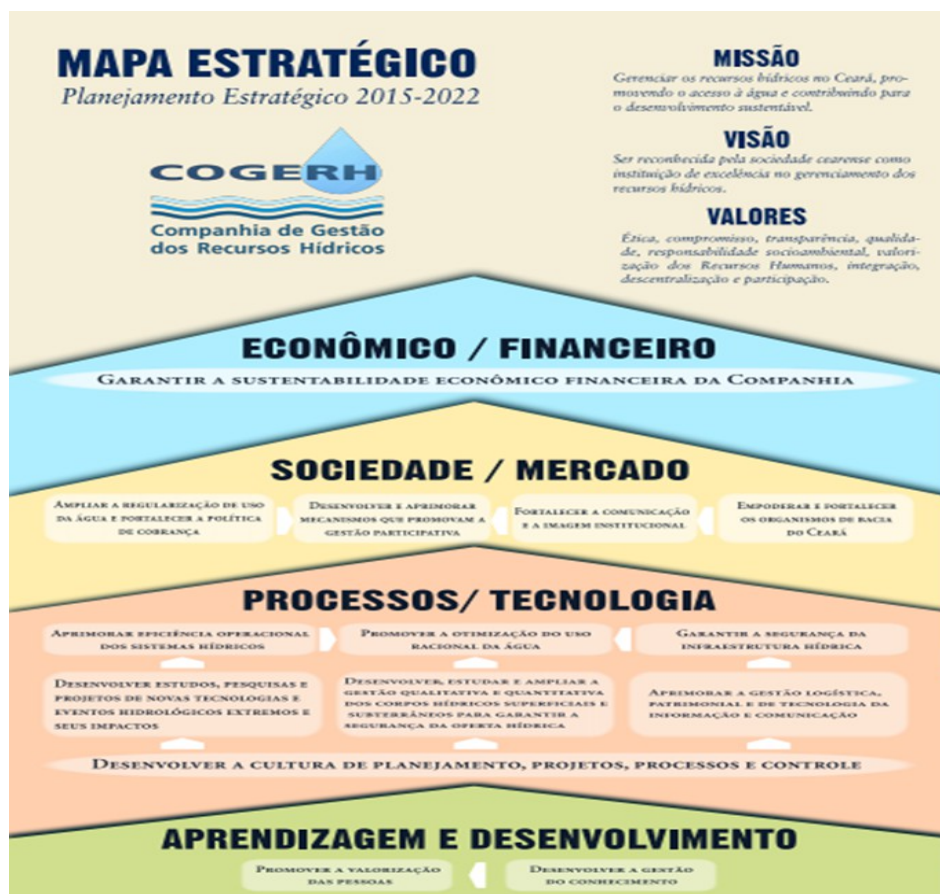 MAPA ESTRATÉGICO
Planejamento Estratégico 2015-2022
COGERH
Companhia de Gestão
dos Recursos Hídricos
MISSÃO
Gerenciar os recursos hídricos no Ceará, pro-
movendo o acesso à água e contribuindo para
o desenvolvimento sustentável.
VISÃO
Ser reconhecida pela sociedade cearense como
instituição de excelência no gerenciamento dos
recursos hídricos.
VALORES
Ética, compromisso, transparência, qualida-
de, responsabilidade socioambiental, valori-
zação dos Recursos Humanos, integração,
descentralização e participação.
ECONÔMICO / FINANCEIRO
GARANTIR A SUSTENTABILIDADE ECONÔMICO FINANCEIRA DA COMPANHIA
SOCIEDADE / MERCADO
AMPLIAR A REGULARIZAÇÃO DE USO
DA ÁGUA E FORTALECER A POLÍTICA
DE COBRANÇA
DESENVOLVER E APRIMORAR
MECANISMOS QUE PROMOVAM A
GESTÃO PARTICIPATIVA
FORTALECER A COMUNICAÇÃO
E A IMAGEM INSTITUCIONAL
EMPODERAR E FORTALECER
OS ORGANISMOS DE BACIA
DO CEARÁ
PROCESSOS/ TECNOLOGIA
APRIMORAR EFICIÊNCIA OPERACIONAL
DOS SISTEMAS HÍDRICOS
PROMOVER A OTIMIZAÇÃO DO USO
RACIONAL DA ÁGUA
GARANTIR A SEGURANÇA DA
INFRAESTRUTURA HÍDRICA
DESENVOLVER ESTUDOS, PESQUISAS E
PROJETOS DE NOVAS TECNOLOGIAS E
EVENTOS HIDROLÓGICOS EXTREMOS E
SEUS IMPACTOS
DESENVOLVER, ESTUDAR E AMPLIAR A
GESTÃO QUALITATIVA E QUANTITATIVA
DOS CORPOS HÍDRICOS SUPERFICIAIS E
SUBTERRÂNEOS PARA GARANTIR A
SEGURANÇA DA OFERTA HÍDRICA
APRIMORAR A GESTÃO LOGÍSTICA,
PATRIMONIAL E DE TECNOLOGIA DA
INFORMAÇÃO E COMUNICAÇÃO
DESENVOLVER A CULTURA DE PLANEJAMENTO, PROJETOS, PROCESSOS E CONTROLE
APRENDIZAGEM E DESENVOLVIMENTO
PROMOVER A VALORIZAÇÃO
DAS PESSOAS
DESENVOLVER A GESTÃO
DO CONHECIMENTO